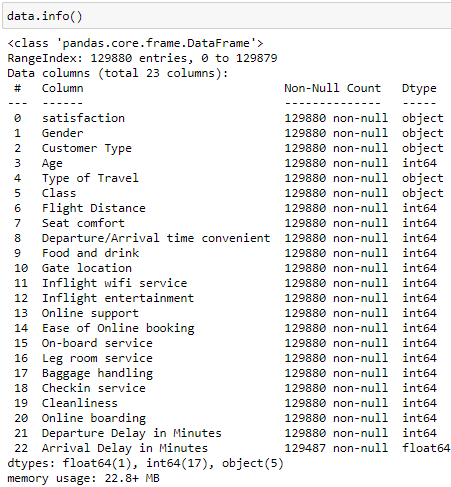 data.info()
<class 'pandas.core.frame.DataFrame'>
RangeIndex: 129880 entries, 0 to 129879
Data columns (total 23 columns):
 #   Column                             Non-Null Count   Dtype
---  ------                             --------------   -----
 0   satisfaction                       129880 non-null  object
 1   Gender                             129880 non-null  object
 2   Customer Type                      129880 non-null  object
 3   Age                                129880 non-null  int64
 4   Type of Travel                     129880 non-null  object
 5   Class                              129880 non-null  object
 6   Flight Distance                    129880 non-null  int64
 7   Seat comfort                       129880 non-null  int64
 8   Departure/Arrival time convenient  129880 non-null  int64
 9   Food and drink                     129880 non-null  int64
 10  Gate location                      129880 non-null  int64
 11  Inflight wifi service              129880 non-null  int64
 12  Inflight entertainment             129880 non-null  int64
 13  Online support                     129880 non-null  int64
 14  Ease of Online booking             129880 non-null  int64
 15  On-board service                   129880 non-null  int64
 16  Leg room service                   129880 non-null  int64
 17  Baggage handling                   129880 non-null  int64
 18  Checkin service                    129880 non-null  int64
 19  Cleanliness                        129880 non-null  int64
 20  Online boarding                    129880 non-null  int64
 21  Departure Delay in Minutes         129880 non-null  int64
 22  Arrival Delay in Minutes           129487 non-null  float64
dtypes: float64(1), int64(17), object(5)
memory usage: 22.8+ MB